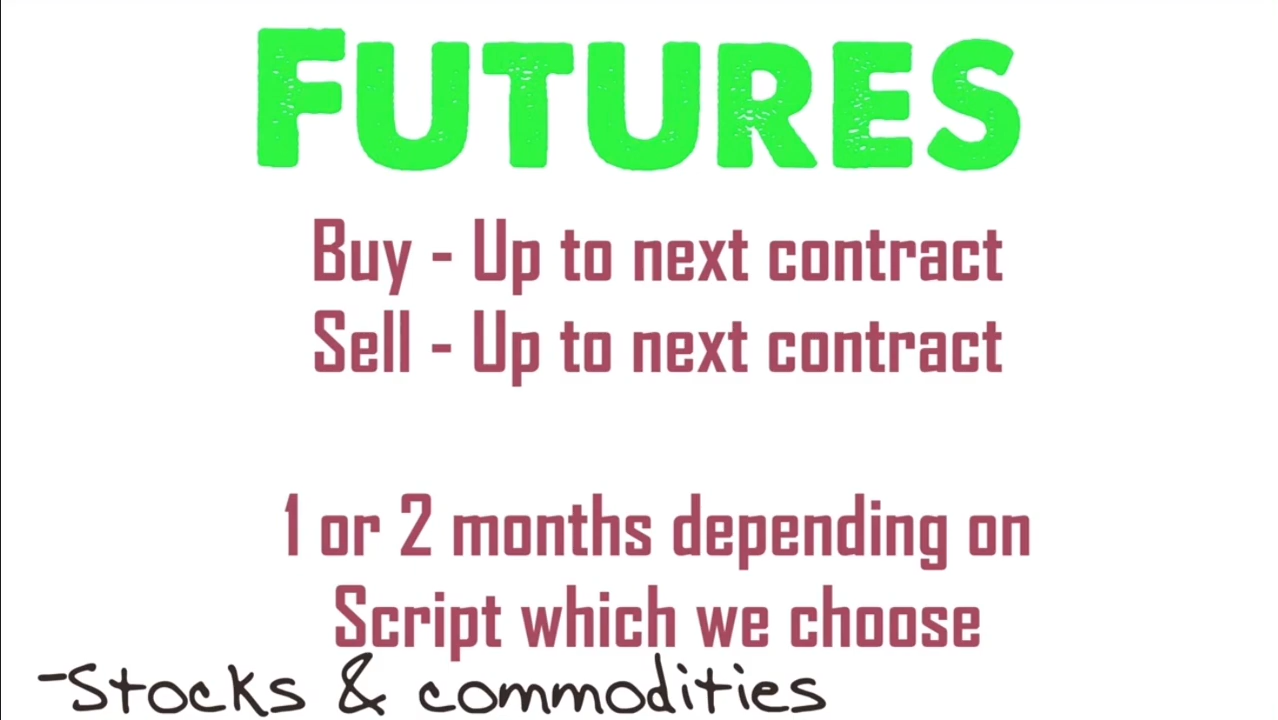 FUTURES
Buy - Up to next contract
Sell - Up to next contract
1 or 2 months depending on
Script which we choose
-Stocks & commodities